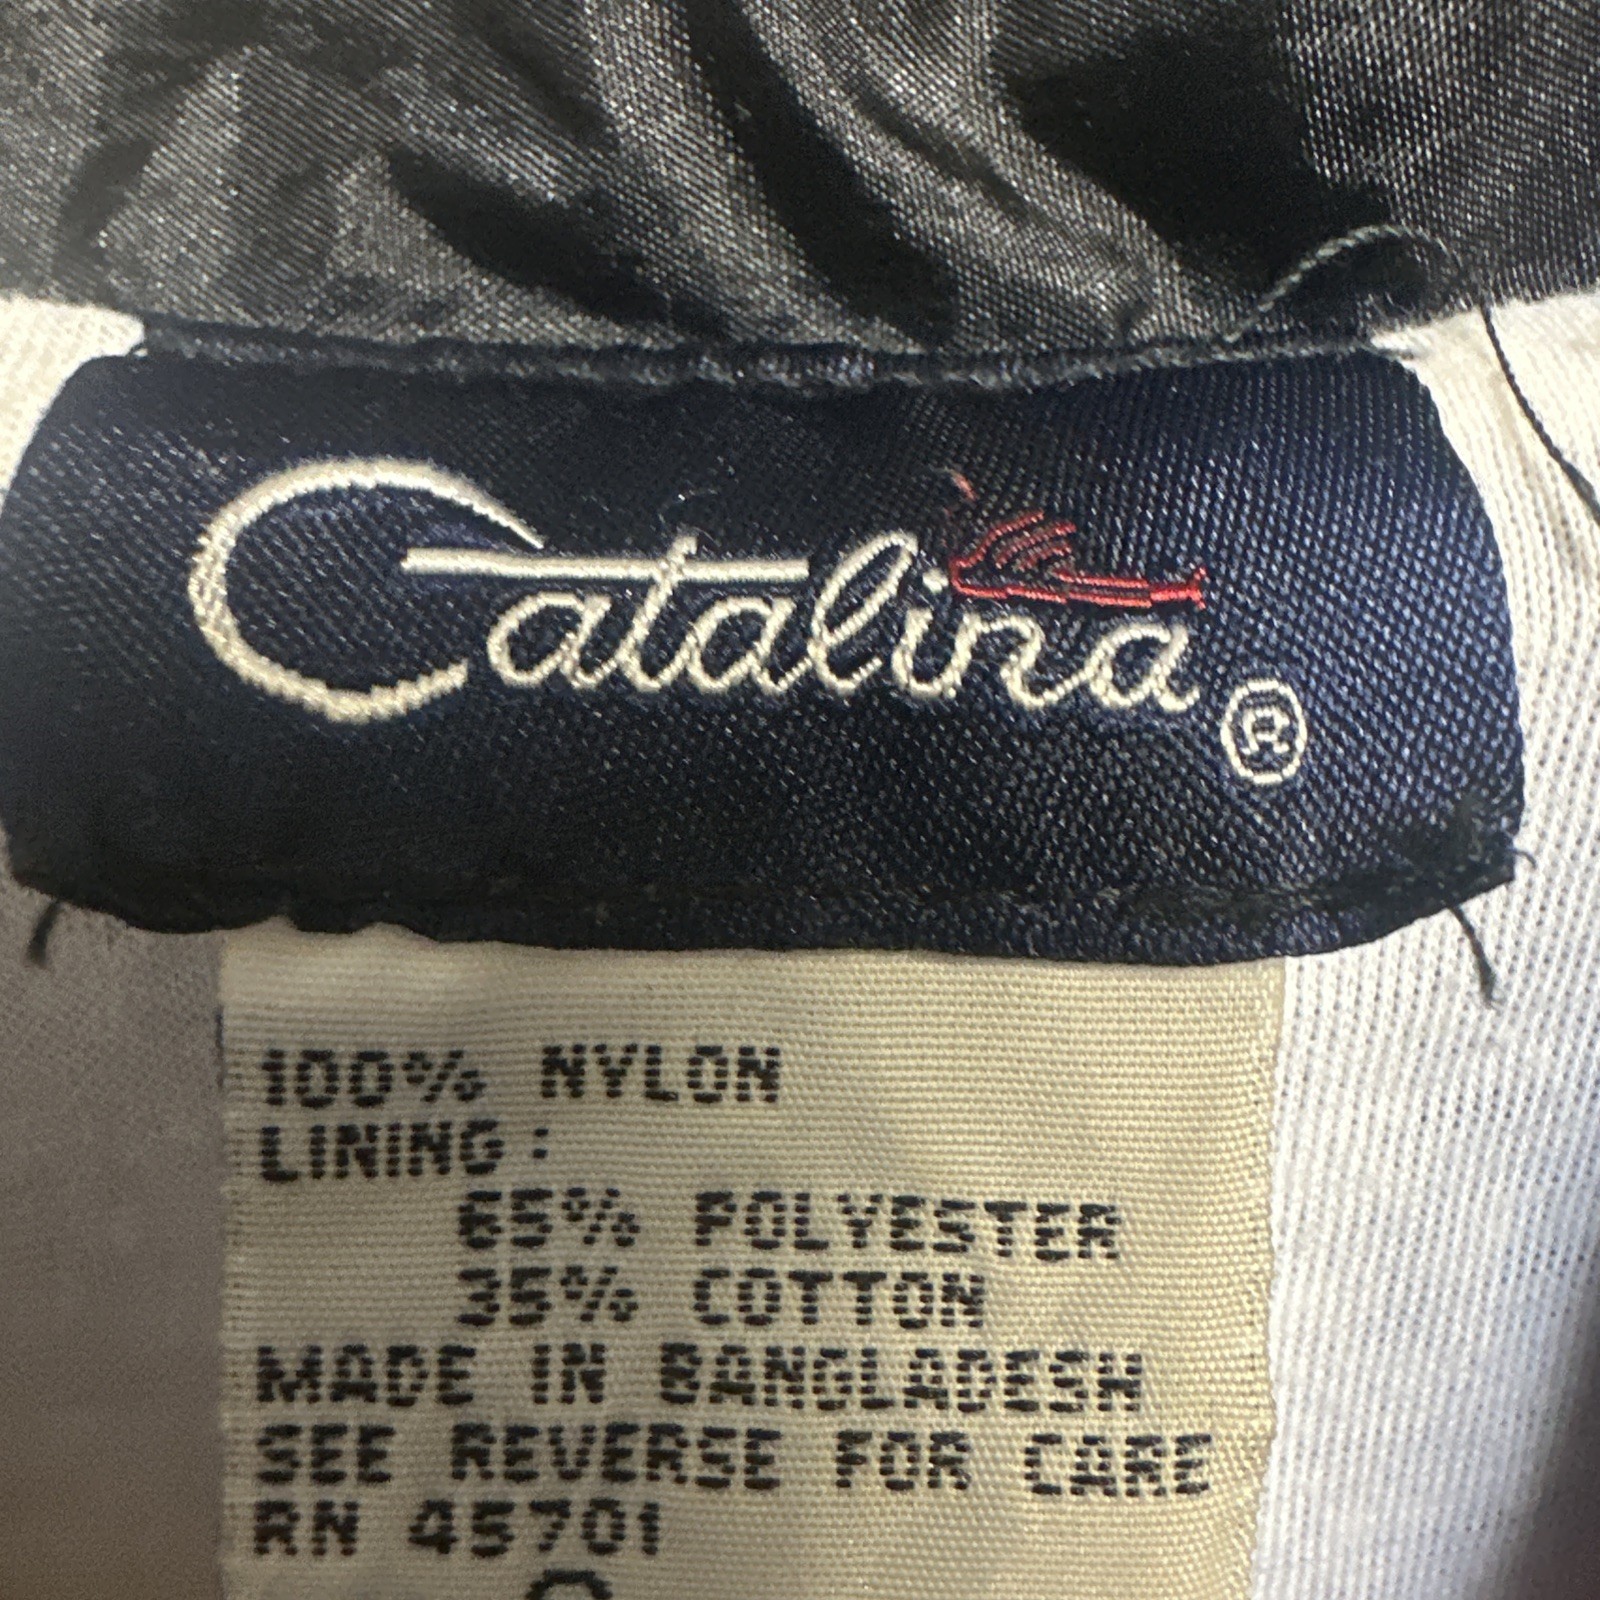 Catalina®
100% NYLON
LINING:
65% POLYESTER
35% COTTON
MADE IN BANGLADESH
SEE REVERSE FOR CARE
RN 45701